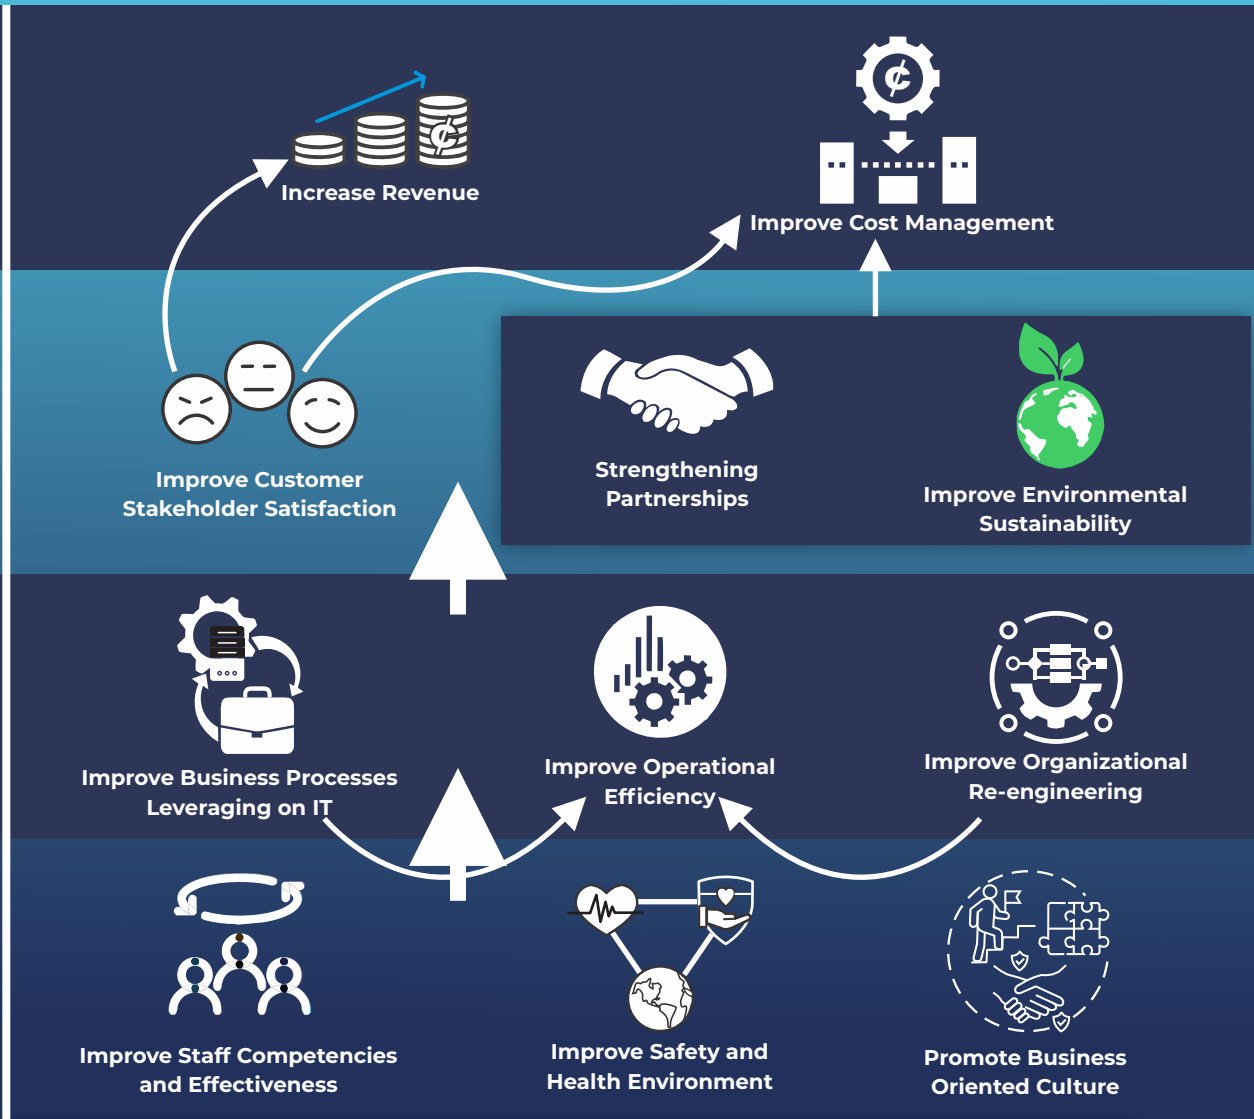 Increase Revenue
Improve Cost Management
Improve Customer
Stakeholder Satisfaction
Strengthening
Partnerships
Improve Environmental
Sustainability
Improve Business Processes
Leveraging on IT
Improve Operational
Efficiency
Improve Organizational
Re-engineering
Improve Staff Competencies
and Effectiveness
Improve Safety and
Health Environment
Promote Business
Oriented Culture